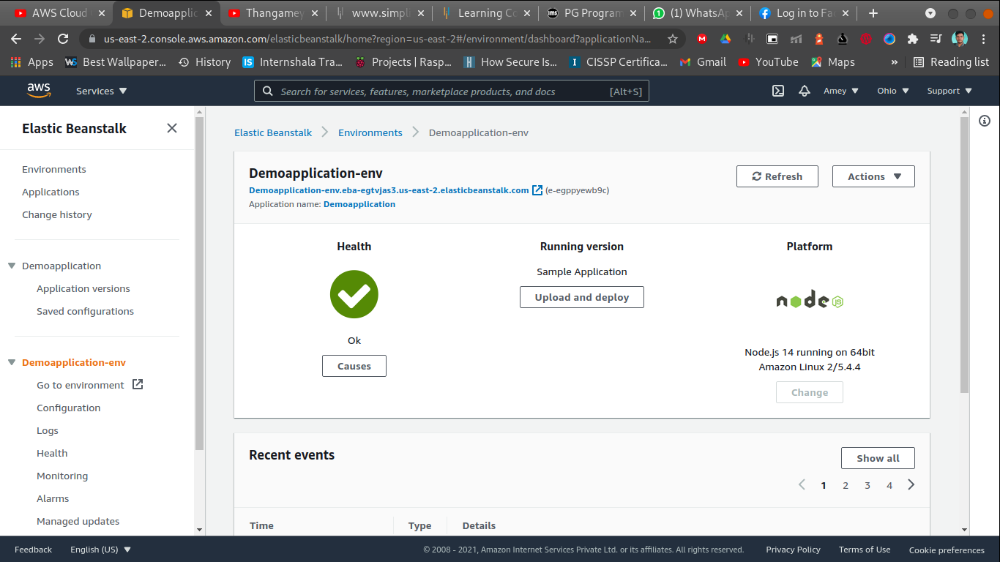 AWS Cloud
Demoapplic
Thangamey
www.simpl
Learning Co
PG Program
(1) WhatsAp
Log in to Fa
us-east-2.console.aws.amazon.com/elasticbeanstalk/home?region=us-east-2#/environment/dashboard?applicationNa...
Apps
Best Wallpaper...
History
Internshala Tra...
Projects | Rasp...
How Secure Is...
CISSP Certifica...
Gmail
YouTube
Maps
»
Reading list
aws
Services
Search for services, features, marketplace products, and docs
[Alt+S]
Amey
Ohio
Support
Elastic Beanstalk
Environments
Applications
Change history
Demoapplication
Application versions
Saved configurations
Demoapplication-env
Go to environment
Configuration
Logs
Health
Monitoring
Alarms
Managed updates
Elastic Beanstalk > Environments > Demoapplication-env
Demoapplication-env
Demoapplication-env.eba-egtvjas3.us-east-2.elasticbeanstalk.com (e-egppyewb9c)
Application name: Demoapplication
Refresh
Actions
Health
Ok
Causes
Running version
Sample Application
Upload and deploy
Platform
node JS
Node.js 14 running on 64bit
Amazon Linux 2/5.4.4
Change
Recent events
Show all
1 2 3 4
Time
Type
Details
Feedback
English (US)
© 2008 - 2021, Amazon Internet Services Private Ltd. or its affiliates. All rights reserved.
Privacy Policy
Terms of Use
Cookie preferences